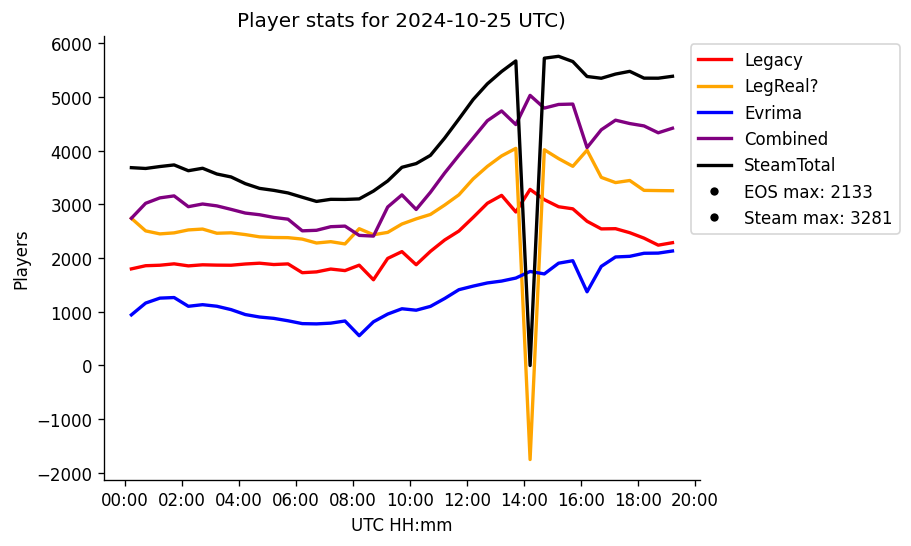 Player stats for 2024-10-25 UTC)
6000
5000
4000
3000
2000
1000
0
−1000
−2000
Players
00:00 02:00 04:00 06:00 08:00 10:00 12:00 14:00 16:00 18:00 20:00
UTC HH:mm
Legacy
LegReal?
Evrima
Combined
SteamTotal
EOS max: 2133
Steam max: 3281